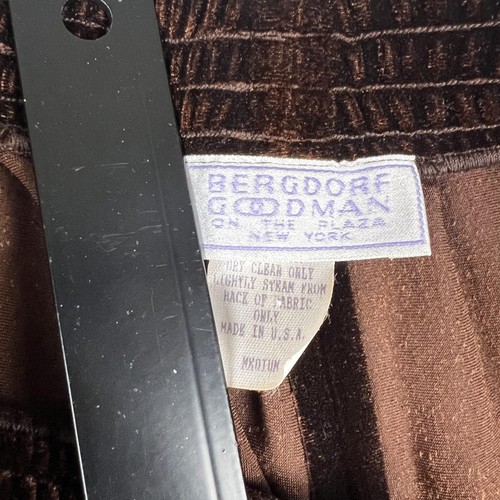 BERGDORF
GOODMAN
ON THE PLAZA
NEW YORK
DRY CLEAN ONLY
LIGHTLY STEAM FROM
BACK OF FABRIC
ONLY
MADE IN U.S.A.
MEDIUM